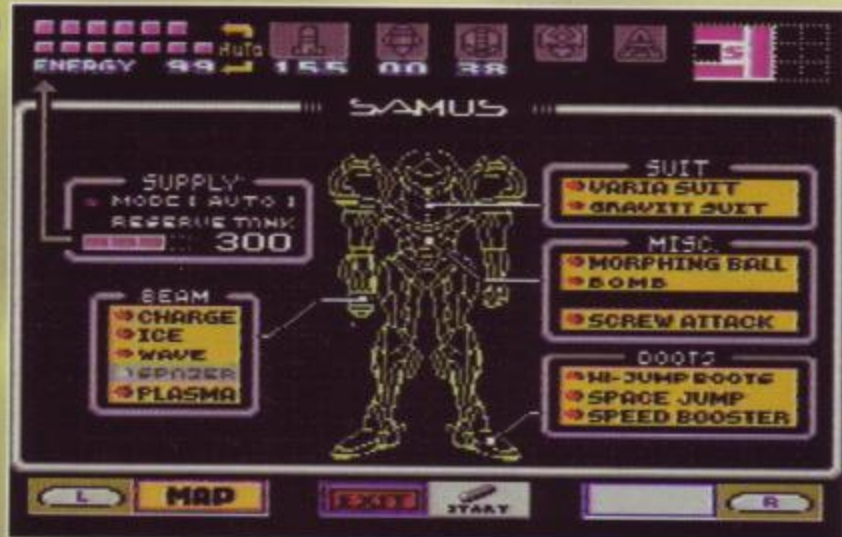 AUTO
ENERGY 99 155 00 38
S
SAMUS
SUPPLY
MODE [ AUTO ]
RESERVE TANK
300
BEAM
CHARGE
ICE
WAVE
SPAZER
PLASMA
SUIT
VARIA SUIT
GRAVITY SUIT
MISC.
MORPHING BALL
BOMB
SCREW ATTACK
BOOTS
HI-JUMP BOOTS
SPACE JUMP
SPEED BOOSTER
L MAP EXIT START R